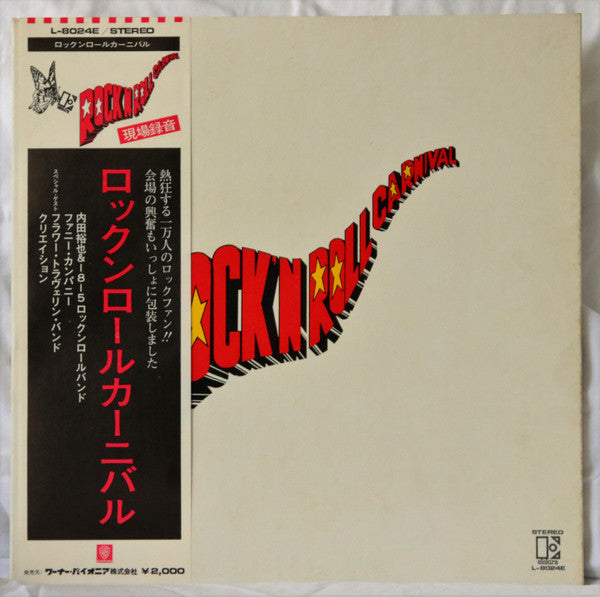 L-8024E／STEREO
ロックンロールカーニバル
ROCK'N ROLL CARNIVAL
現場録音
熱狂する一万人のロックファン!!
会場の興奮もいっしょに包装しました
ロックンロールカーニバル
内田裕也&1-8-5ロックンロールバンド
ファニー・カンパニー
スペシャル・ゲスト フラワー・トラヴェリン・バンド
クリエイション
発売元: ワーナー・パイオニア株式会社 ¥2,000
OCK'N ROLL CARNIVAL
STEREO
elektra
L-8024E